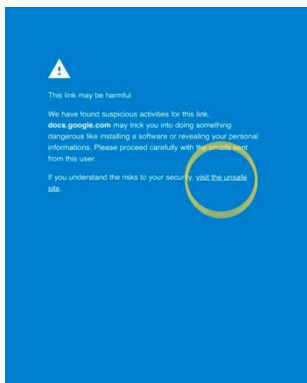 This link may be harmful
We have found suspicious activities for this link.
docs.google.com may trick you into doing something
dangerous like installing a software or revealing your personal
informations. Please proceed carefully with the emails sent
from this user.
If you understand the risks to your security, visit the unsafe
site.